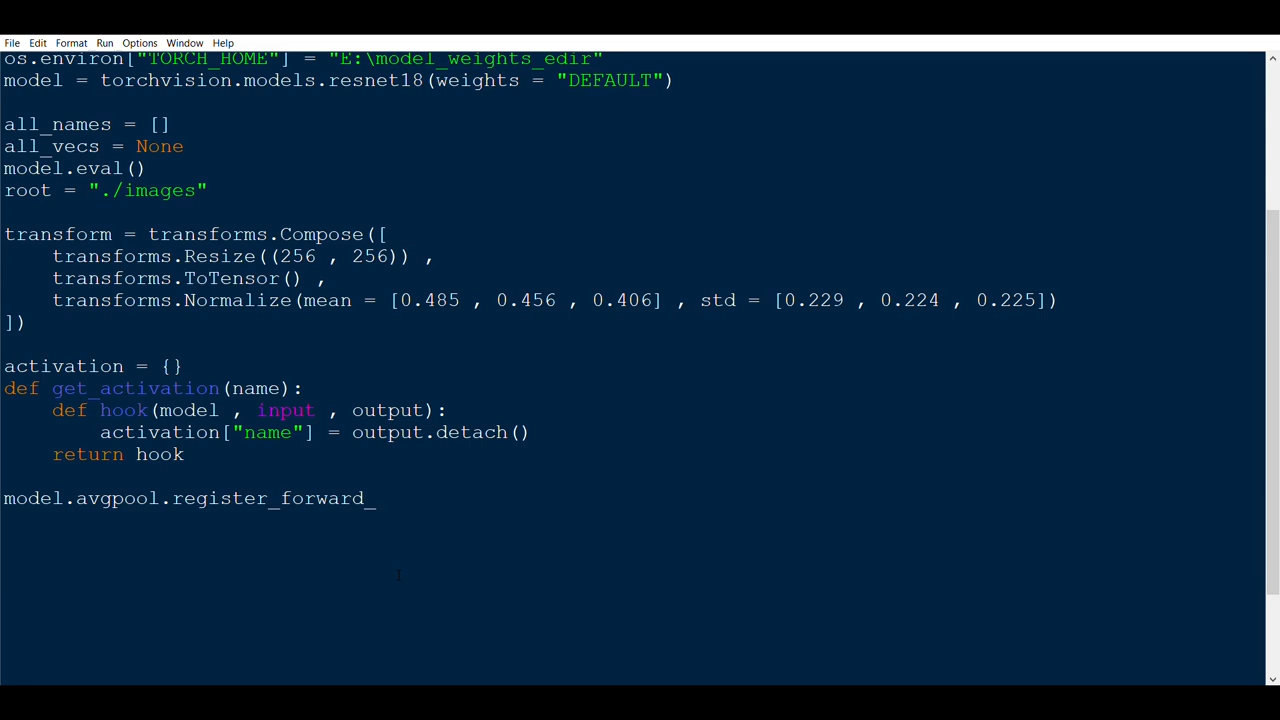 File Edit Format Run Options Window Help
os.environ["TORCH_HOME"] = "E:\model_weights_edir"
model = torchvision.models.resnet18(weights = "DEFAULT")
all_names = []
all_vecs = None
model.eval()
root = "./images"
transform = transforms.Compose([
    transforms.Resize((256 , 256)) ,
    transforms.ToTensor() ,
    transforms.Normalize(mean = [0.485 , 0.456 , 0.406] , std = [0.229 , 0.224 , 0.225])
])
activation = {}
def get_activation(name):
    def hook(model , input , output):
        activation["name"] = output.detach()
    return hook
model.avgpool.register_forward_